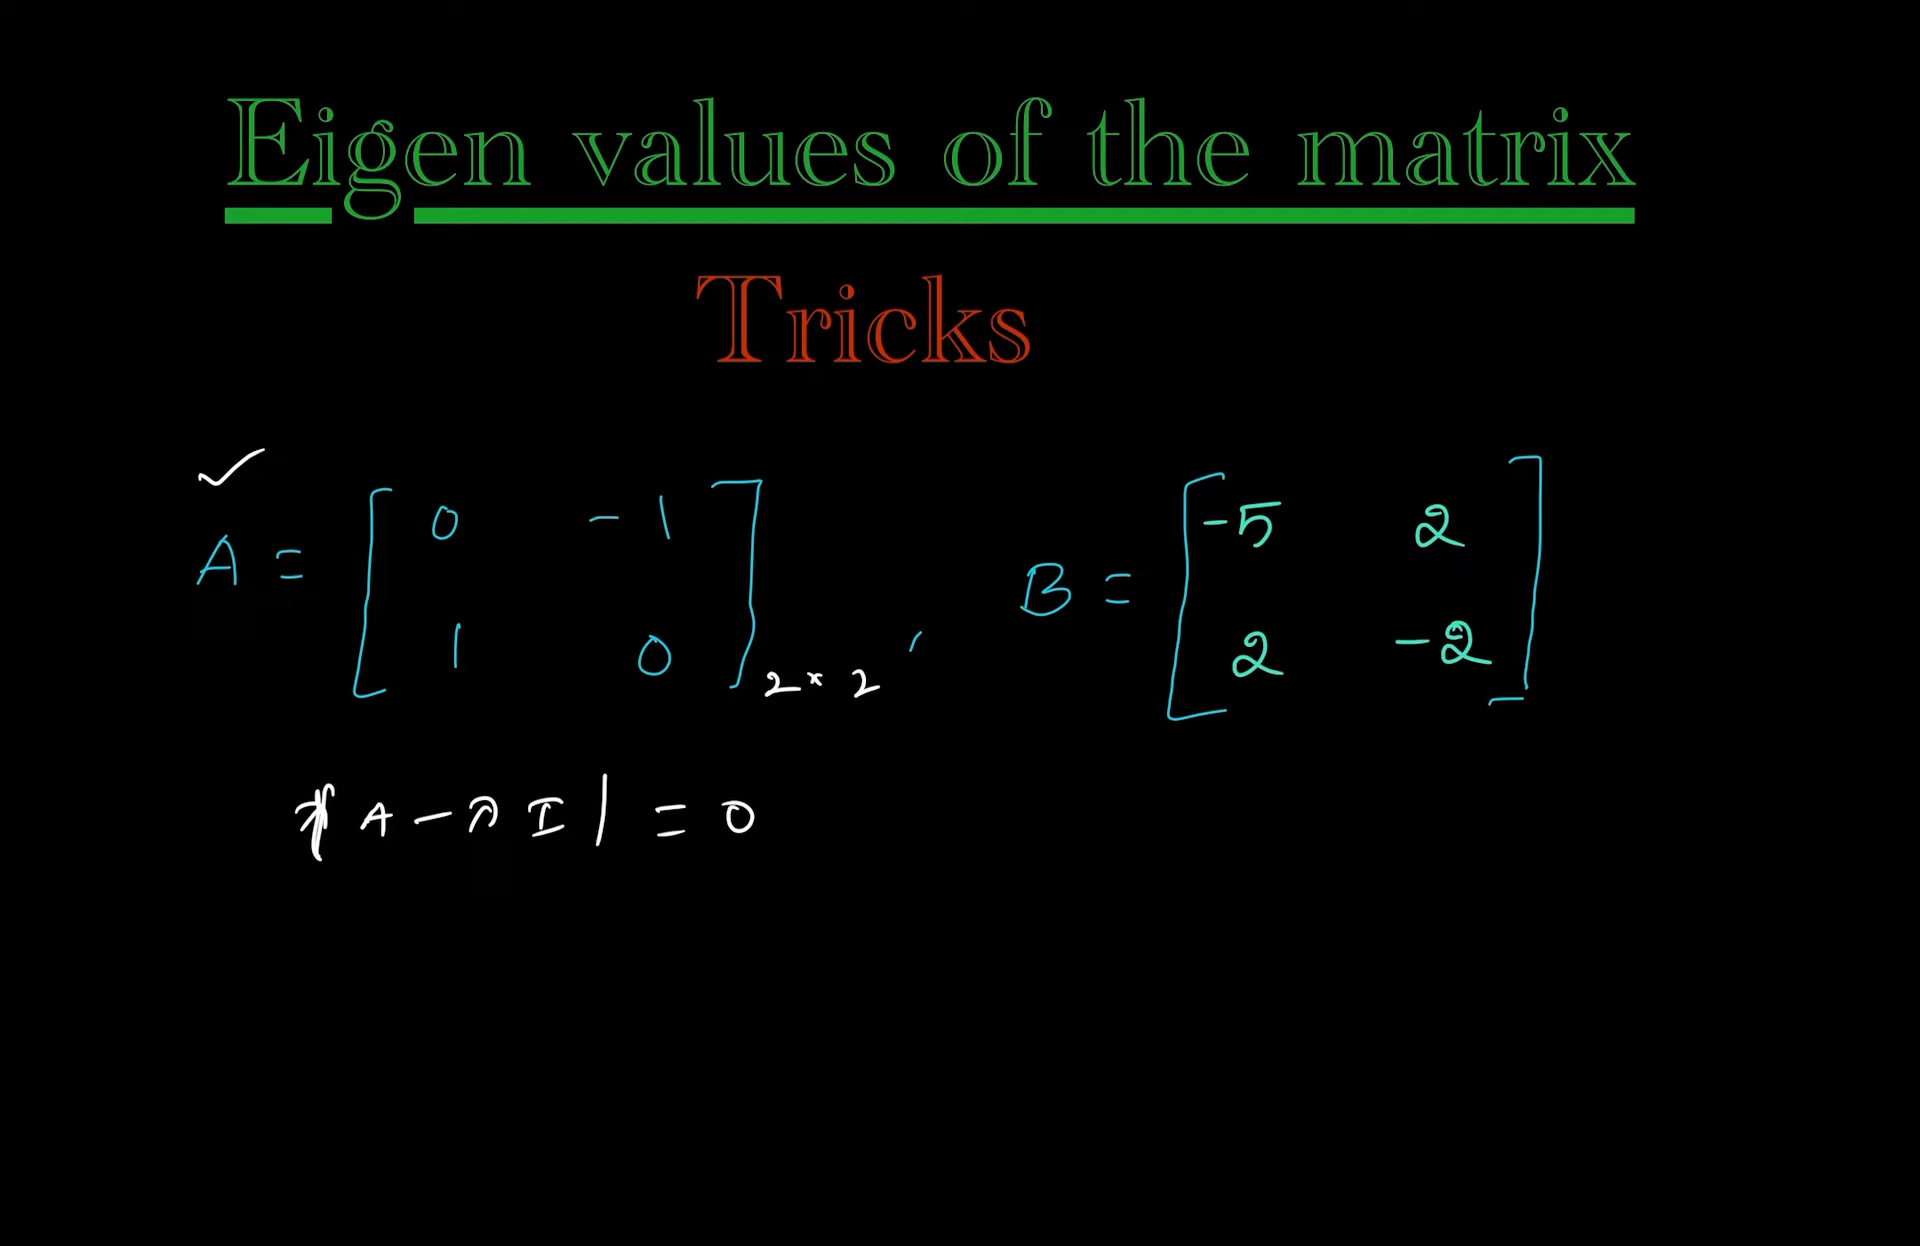 Eigen values of the matrix
Tricks
✓
A = [ 0 -1
1 0 ] 2×2 , B = [ -5 2
2 -2 ]
|A - λI| = 0